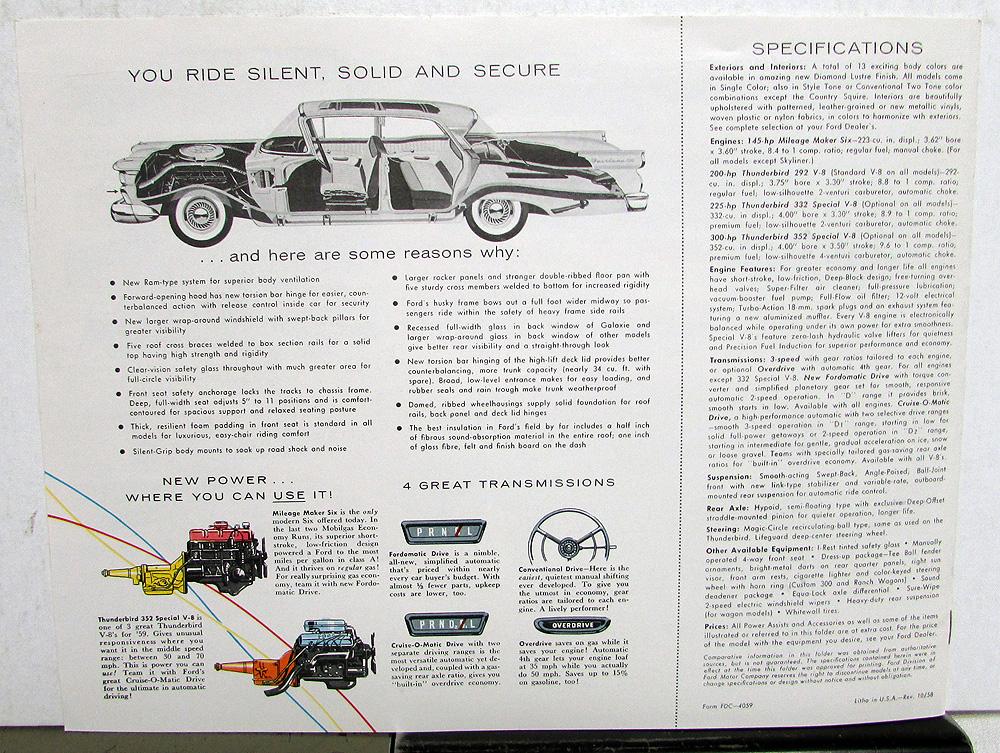 YOU RIDE SILENT, SOLID AND SECURE
Fairlane 500
. . . and here are some reasons why:
New Ram-type system for superior body ventilation
Forward-opening hood has new torsion bar hinge for easier, coun-
terbalanced action with release control inside car for security
New larger wrap-around windshield with swept-back pillars for
greater visibility
Five roof cross braces welded to box section rails for a solid
top having high strength and rigidity
Clear-vision safety glass throughout with much greater area for
full-circle visibility
Front seat safety anchorage locks the tracks to chassis frame.
Deep, full-width seat adjusts 5" to 11 positions and is comfort-
contoured for spacious support and relaxed seating posture
Thick, resilient foam padding in front seat is standard in all
models for luxurious, easy-chair riding comfort
Silent-Grip body mounts to soak up road shock and noise
Larger rocker panels and stronger double-ribbed floor pan with
five sturdy cross members welded to bottom for increased rigidity
Ford's husky frame bows out a full foot wider midway so pas-
sengers ride within the safety of heavy frame side rails
Recessed full-width glass in back window of Galaxie and
larger wrap-around glass in back window of other models
give better rear visibility and a straight-through look
New torsion bar hinging of the high-lift deck lid provides better
counterbalancing, more trunk capacity (nearly 34 cu. ft. with
spare). Broad, low-level entrance makes for easy loading, and
rubber seals and rain trough make trunk weatherproof
Domed, ribbed wheelhousings supply solid foundation for roof
rails, back panel and deck lid hinges
The best insulation in Ford's field by far includes a half inch
of fibrous sound-absorption material in the entire roof; one inch
of glass fibre, felt and finish board on the dash
NEW POWER . . .
WHERE YOU CAN USE IT!
Mileage Maker Six is the only
modern Six offered today. In
the last two Mobilgas Econ-
omy Runs, its superior short-
stroke, low-friction design
powered a Ford to the most
miles per gallon in class A!
And it thrives on regular gas!
For really surprising gas econ-
omy, team it with new Fordo-
matic Drive.
Thunderbird 352 Special V-8 is
one of 3 great Thunderbird
V-8's for '59. Gives unusual
responsiveness where you
want it in the middle speed
range: between 30 and 70
mph. This is power you can
use! Team it with Ford's
great Cruise-O-Matic Drive
for the ultimate in automatic
driving!
4 GREAT TRANSMISSIONS
P R N D/L
Fordomatic Drive is a nimble,
all-new, simplified automatic
that's priced within nearly
every car buyer's budget. With
almost ⅓ fewer parts, upkeep
costs are lower, too.
Conventional Drive—Here is the
easiest, quietest manual shifting
ever developed. To give you
the utmost in economy, gear
ratios are tailored to each en-
gine. A lively performer!
P R N D/L
Cruise-O-Matic Drive with two
separate driving ranges is the
most versatile automatic yet de-
veloped and, coupled with a gas-
saving rear axle ratio, gives you
"built-in" overdrive economy.
OVERDRIVE
Overdrive saves on gas while it
saves your engine! Automatic
4th gear lets your engine loaf
at 35 mph while you actually
do 50 mph. Saves up to 15%
on gasoline, too!
SPECIFICATIONS
Exteriors and Interiors: A total of 13 exciting body colors are
available in amazing new Diamond Lustre Finish. All models come
in Single Color; also in Style Tone or Conventional Two Tone color
combinations except the Country Squire. Interiors are beautifully
upholstered with patterned, leather-grained or new metallic vinyls,
woven plastic or nylon fabrics, in colors to harmonize wth exteriors.
See complete selection at your Ford Dealer's.
Engines: 145-hp Mileage Maker Six—223-cu. in. displ.; 3.62" bore
x 3.60" stroke, 8.4 to 1 comp. ratio; regular fuel; manual choke. (For
all models except Skyliner.)
200-hp Thunderbird 292 V-8 (Standard V-8 on all models)—292-
cu. in. displ.; 3.75" bore x 3.30" stroke; 8.8 to 1 comp. ratio;
regular fuel; low-silhouette 2-venturi carburetor, automatic choke.
225-hp Thunderbird 332 Special V-8 (Optional on all models)—
332-cu. in displ.; 4.00" bore x 3.30" stroke; 8.9 to 1 comp. ratio;
premium fuel; low-silhouette 2-venturi carburetor, automatic choke.
300-hp Thunderbird 352 Special V-8 (Optional on all models)—
352-cu. in. displ.; 4.00" bore x 3.50" stroke; 9.6 to 1 comp. ratio;
premium fuel; low-silhouette 4-venturi carburetor, automatic choke.
Engine Features: For greater economy and longer life all engines
have short-stroke, low-friction, Deep-Block design; free-turning over-
head valves; Super-Filter air cleaner; full-pressure lubrication;
vacuum-booster fuel pump; Full-Flow oil filter; 12-volt electrical
system; Turbo-Action 18-mm. spark plugs and an exhaust system fea-
turing a new aluminized muffler. Every V-8 engine is electronically
balanced while operating under its own power for extra smoothness.
Special V-8's feature zero-lash hydraulic valve lifters for quietness
and Precision Fuel Induction for superior performance and economy.
Transmissions: 3-speed with gear ratios tailored to each engine,
or optional Overdrive with automatic 4th gear. For all engines
except 332 Special V-8. New Fordomatic Drive with torque con-
verter and simplified planetary gear set for smooth, responsive
automatic 2-speed operation. In "D" range it provides brisk,
smooth starts in low. Available with all engines. Cruise-O-Matic
Drive, a high-performance automatic with two selective drive ranges
—smooth 3-speed operation in "D1" range, starting in low for
solid full-power getaways or 2-speed operation in "D2" range,
starting in intermediate for gentle, gradual acceleration on ice, snow
or loose gravel. Teams with specially tailored gas-saving rear axle
ratios for "built-in" overdrive economy. Available with all V-8's.
Suspension: Smooth-acting Swept-Back, Angle-Poised, Ball-Joint
front with new link-type stabilizer and variable-rate, outboard-
mounted rear suspension for automatic ride control.
Rear Axle: Hypoid, semi-floating type with exclusive Deep-Offset
straddle-mounted pinion for quieter operation, longer life.
Steering: Magic-Circle recirculating-ball type, same as used on the
Thunderbird. Lifeguard deep-center steering wheel.
Other Available Equipment: I-Rest tinted safety glass • Manually
operated 4-way front seat • Dress-up package—Tee Ball fender
ornaments, bright-metal darts on rear quarter panels, right sun
visor, front arm rests, cigarette lighter and color-keyed steering
wheel with horn ring (Custom 300 and Ranch Wagons) • Sound
deadener package • Equa-Lock axle differential • Sure-Wipe
2-speed electric windshield wipers • Heavy-duty rear suspension
(for wagon models) • Whitewall tires.
Prices: All Power Assists and Accessories as well as some of the items
illustrated or referred to in this folder are at extra cost. For the price
of the model with the equipment you desire, see your Ford Dealer.
Comparative information in this folder was obtained from authoritative
sources, but is not guaranteed. The specifications contained herein were in
effect at the time this folder was approved for printing. Ford Division of
Ford Motor Company reserves the right to discontinue models at any time, or
change specifications or design without notice and without obligation.
Form FDC—4059
Litho in U.S.A.—Rev. 10/58